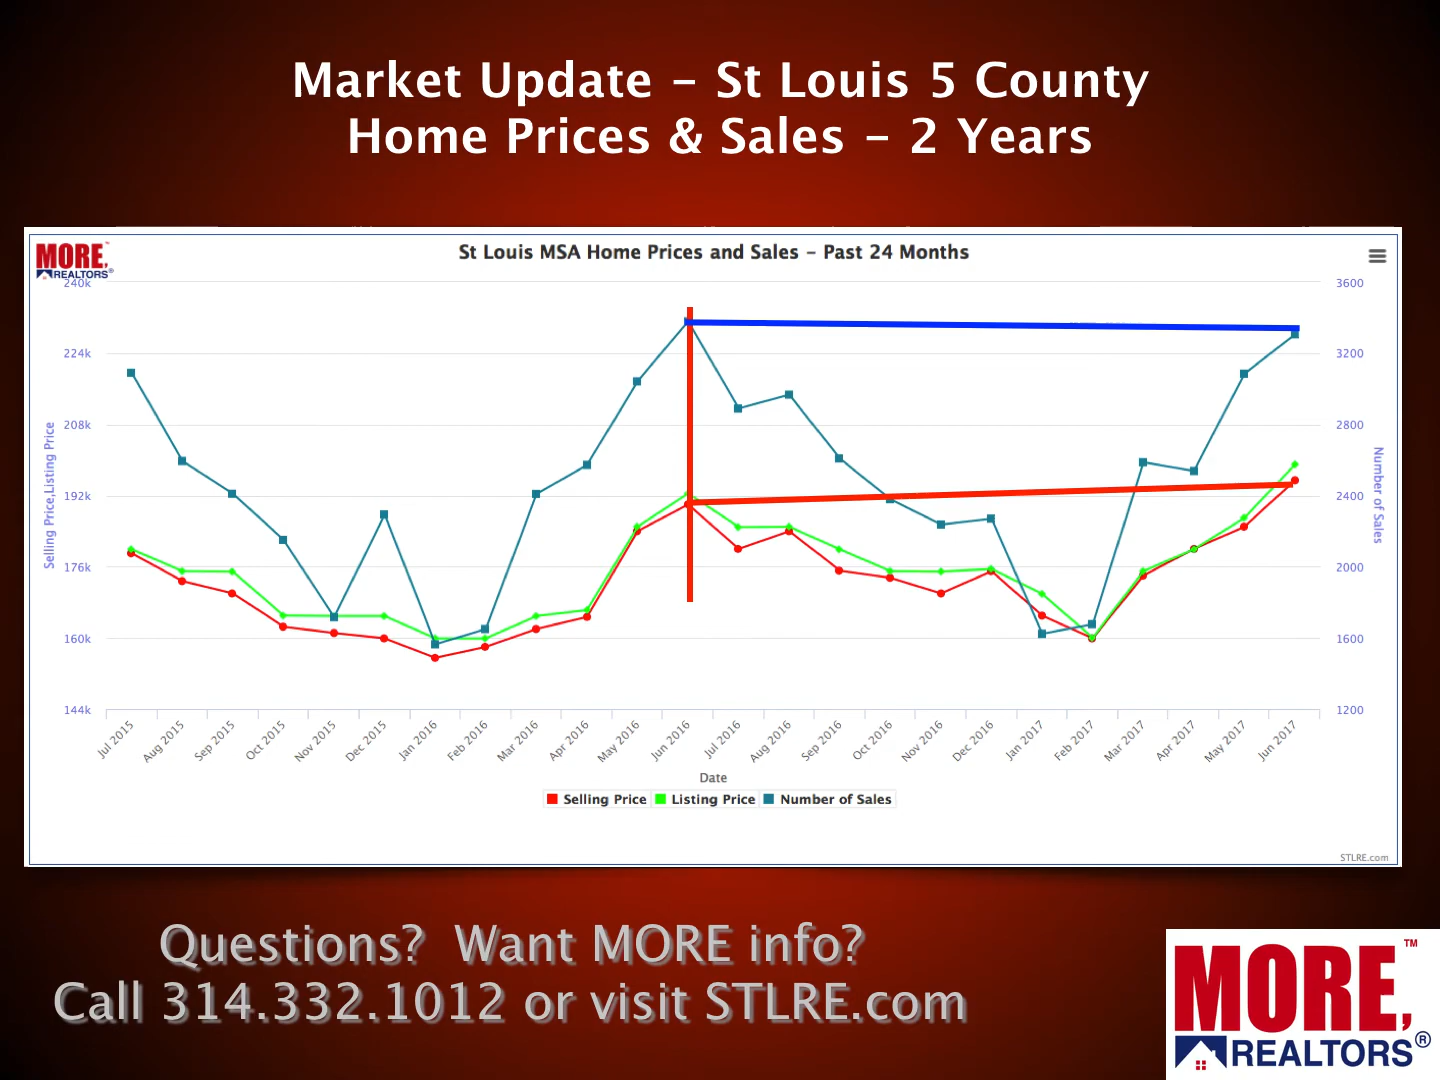 Market Update – St Louis 5 County
Home Prices & Sales – 2 Years
MORE,™
REALTORS®
St Louis MSA Home Prices and Sales – Past 24 Months
240k
224k
208k
192k
176k
160k
144k
Selling Price,Listing Price
3600
3200
2800
2400
2000
1600
1200
Number of Sales
Jul 2015
Aug 2015
Sep 2015
Oct 2015
Nov 2015
Dec 2015
Jan 2016
Feb 2016
Mar 2016
Apr 2016
May 2016
Jun 2016
Jul 2016
Aug 2016
Sep 2016
Oct 2016
Nov 2016
Dec 2016
Jan 2017
Feb 2017
Mar 2017
Apr 2017
May 2017
Jun 2017
Date
Selling Price Listing Price Number of Sales
STLRE.com
Questions? Want MORE info?
Call 314.332.1012 or visit STLRE.com
MORE,™
REALTORS®